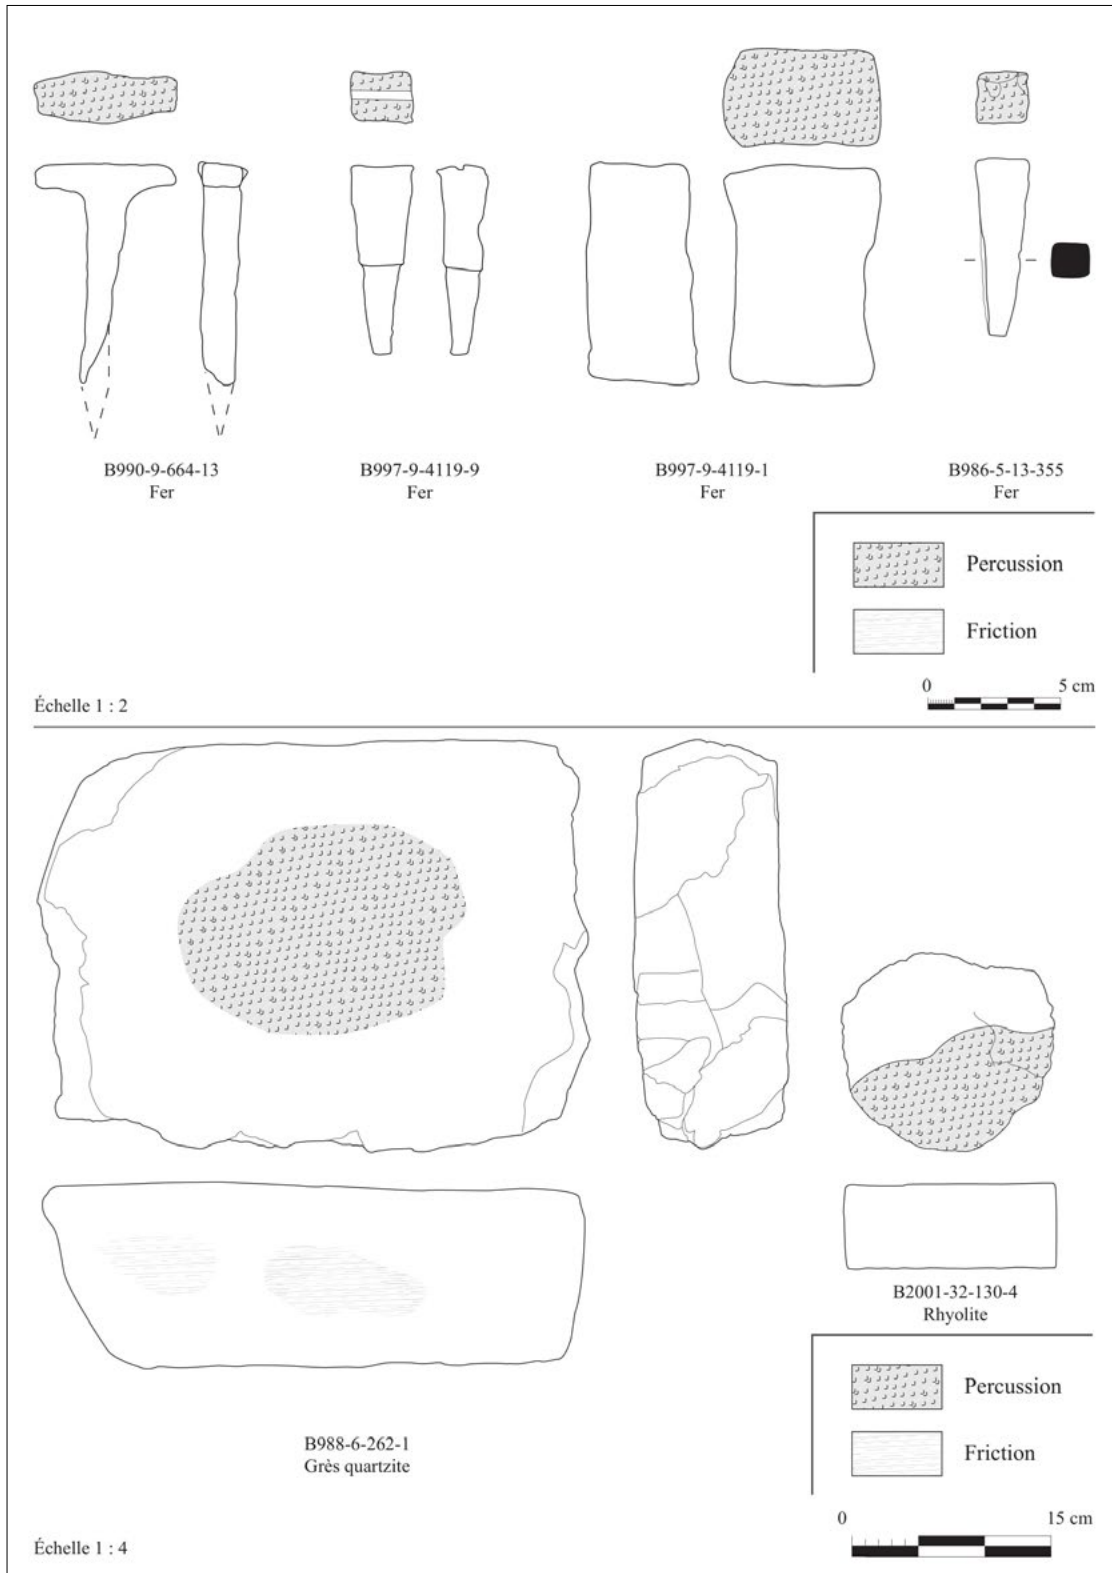 B990-9-664-13
Fer
B997-9-4119-9
Fer
B997-9-4119-1
Fer
B986-5-13-355
Fer
Percussion
Friction
0 5 cm
Échelle 1 : 2
B2001-32-130-4
Rhyolite
Percussion
Friction
B988-6-262-1
Grès quartzite
0 15 cm
Échelle 1 : 4